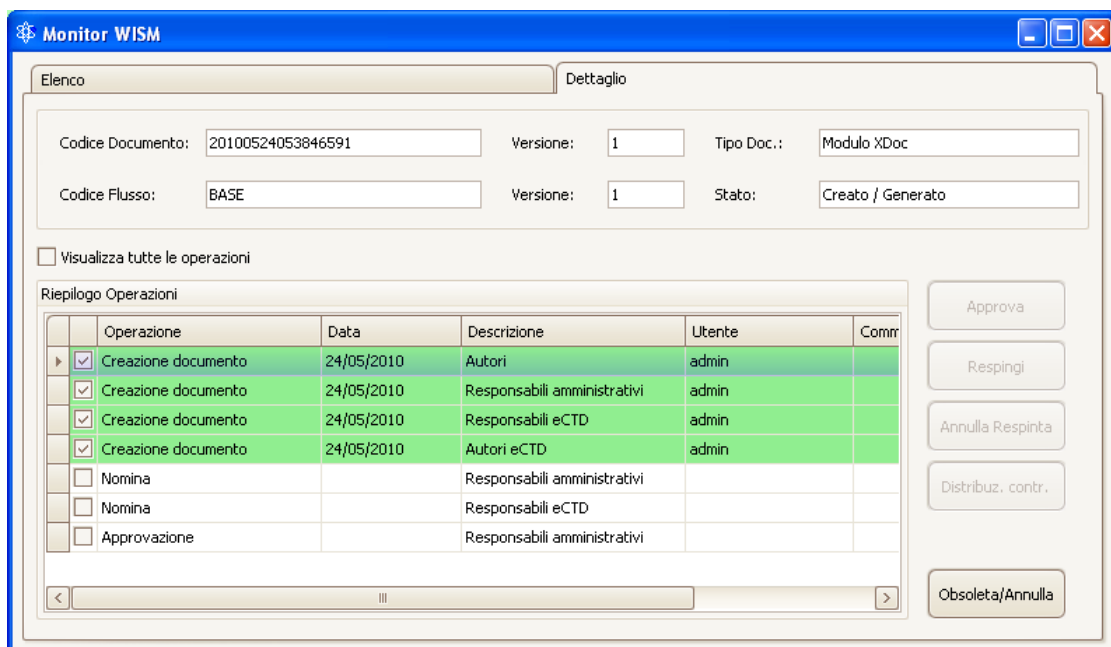 Monitor WISM
Elenco Dettaglio
Codice Documento: 20100524053846591 Versione: 1 Tipo Doc.: Modulo XDoc
Codice Flusso: BASE Versione: 1 Stato: Creato / Generato
Visualizza tutte le operazioni
Riepilogo Operazioni
Operazione Data Descrizione Utente Comm
Creazione documento 24/05/2010 Autori admin
Creazione documento 24/05/2010 Responsabili amministrativi admin
Creazione documento 24/05/2010 Responsabili eCTD admin
Creazione documento 24/05/2010 Autori eCTD admin
Nomina Responsabili amministrativi
Nomina Responsabili eCTD
Approvazione Responsabili amministrativi
Approva
Respingi
Annulla Respinta
Distribuz. contr.
Obsoleta/Annulla